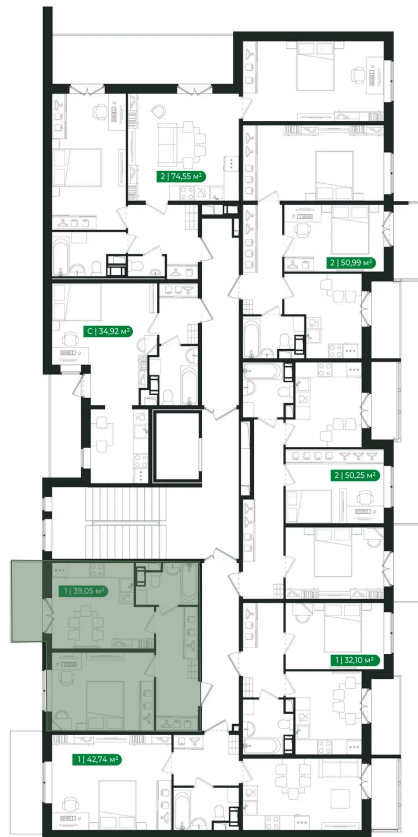 2 | 74,55 м²
2 | 50,99 м²
С | 34,92 м²
2 | 50,25 м²
1 | 39,05 м²
1 | 32,10 м²
1 | 42,74 м²